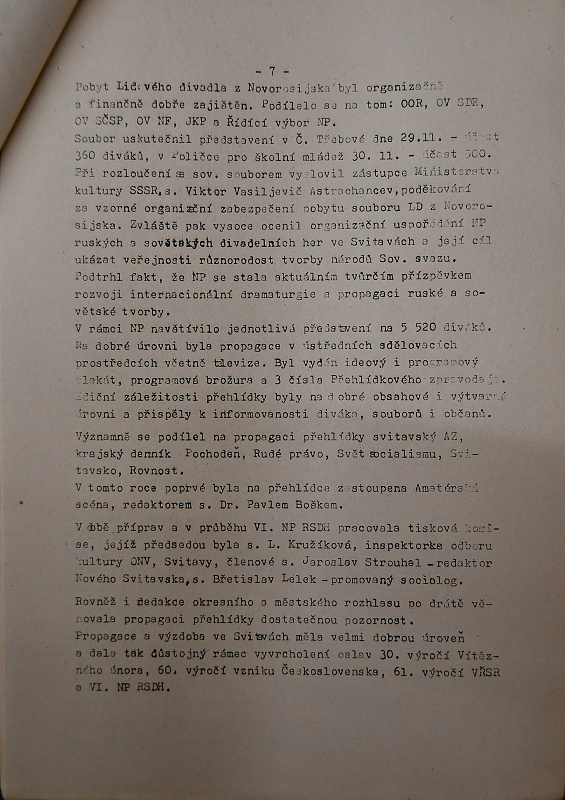 - 7 -
Pobyt Lidového divadla z Novorosijska byl organizačně
a finančně dobře zajištěn. Podílelo se na tom: OOR, OV SDR,
OV SČSP, OV NF, JKP a Řídící výbor NP.
Soubor uskutečnil představení v Č. Třebové dne 29.11. - účast
360 diváků, v Poličce pro školní mládež 30. 11. - účast 500.
Při rozloučení se sov. souborem vyslovil zástupce Ministerstva
kultury SSSR, s. Viktor Vasiljevič Astrachancev, poděkování
za vzorné organizační zabezpečení pobytu souboru LD z Novoro-
sijska. Zvláště pak vysoce ocenil organizační uspořádání NP
ruských a sovětských divadelních her ve Svitavách a její cíl
ukázat veřejnosti různorodost tvorby národů Sov. svazu.
Podtrhl fakt, že NP se stala aktuálním tvůrčím přízpěvkem
rozvoji internacionální dramaturgie a propagaci ruské a so-
větské tvorby.
V rámci NP navštívilo jednotlivá předstvení na 5 520 diváků.
Na dobré úrovni byla propagace v ústředních sdělovacích
prostředcích včetně televize. Byl vydán ideový i programový
plakát, programová brožura a 3 čísla Přehlídkového zpravodaje.
Ediční záležitosti přehlídky byly na dobré obsahové i výtvarné
úrovni a přispěly k informovanosti diváka, souborů i občanů.
Významně se podílel na propagaci přehlídky svitavský AZ,
krajský denník Pochodeň, Rudé právo, Svět socialismu, Svi-
tavsko, Rovnost.
V tomto roce poprvé byla na přehlídce zastoupena Amatérská
scéna, redaktorem s. Dr. Pavlem Boškem.
V době příprav a v průběhu VI. NP RSDH pracovala tisková komi-
se, jejíž předsedou byla s. L. Kružíková, inspektorka odboru
kultury ONV, Svitavy, členové s. Jaroslav Strouhal - redaktor
Nového Svitavska, s. Břetislav Lelek - promovaný sociolog.
Rovněž i redakce okresního a městského rozhlasu po drátě vě-
novala propagaci přehlídky dostatečnou pozornost.
Propagace a výzdoba ve Svitavách měla velmi dobrou úroveň
a dala tak důstojný rámec vyvrcholení oslav 30. výročí Vítěz-
ného února, 60. výročí vzniku Československa, 61. výročí VŘSR
a VI. NP RSDH.